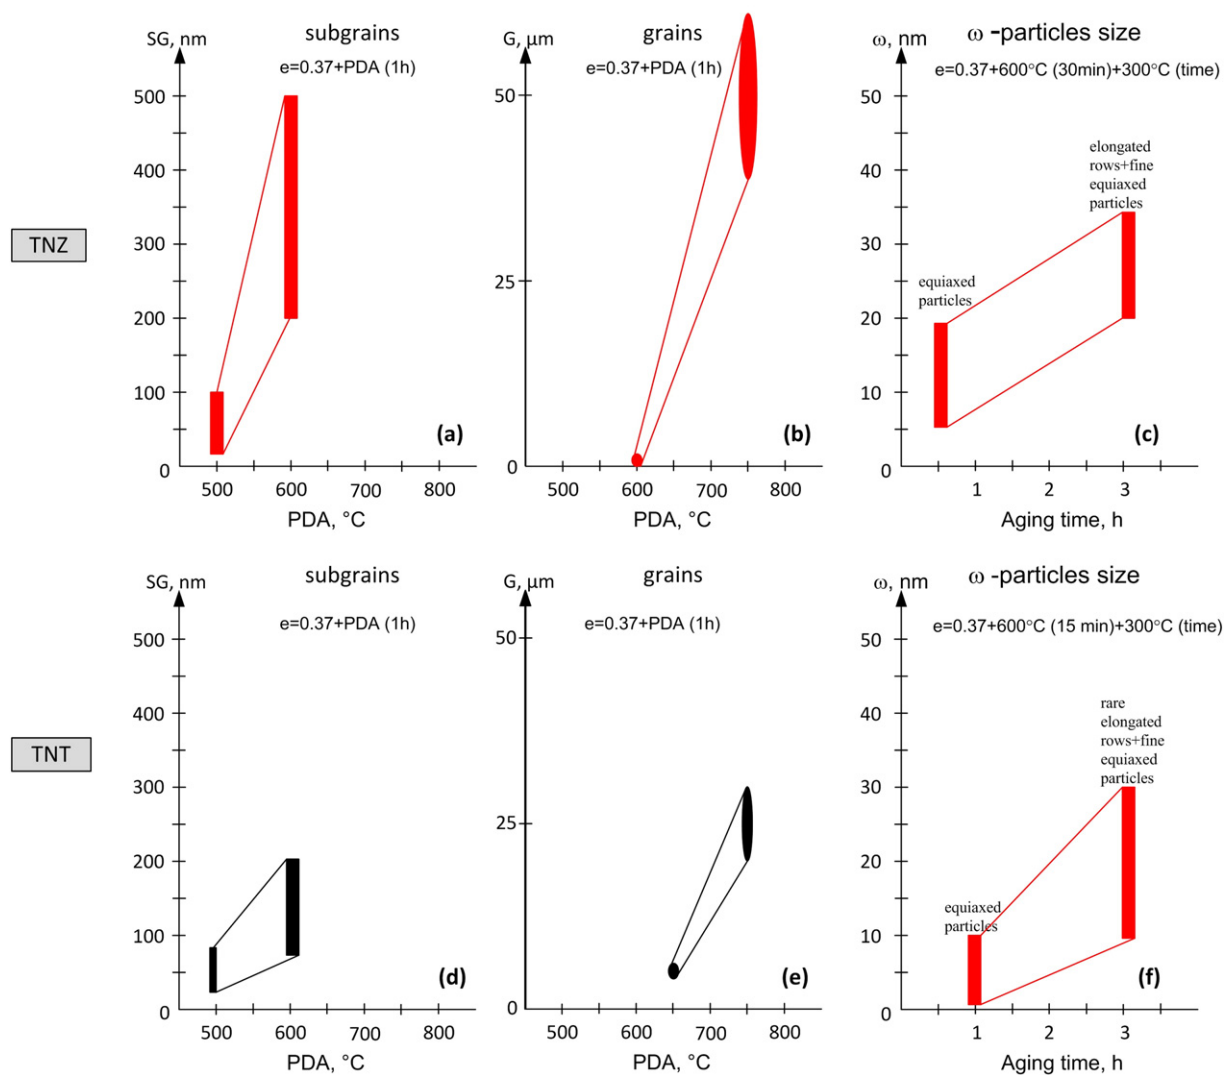 TNZ
SG, nm
subgrains
e=0.37+PDA (1h)
500
400
300
200
100
0
500 600 700 800
PDA, °C
(a)
G, µm
grains
e=0.37+PDA (1h)
50
25
0
500 600 700 800
PDA, °C
(b)
ω, nm
ω -particles size
e=0.37+600°C (30min)+300°C (time)
50
40
30
20
10
0
elongated
rows+fine
equiaxed
particles
equiaxed
particles
1 2 3
Aging time, h
(c)
TNT
SG, nm
subgrains
e=0.37+PDA (1h)
500
400
300
200
100
0
500 600 700 800
PDA, °C
(d)
G, µm
grains
e=0.37+PDA (1h)
50
25
0
500 600 700 800
PDA, °C
(e)
ω, nm
ω -particles size
e=0.37+600°C (15 min)+300°C (time)
50
40
30
20
10
0
rare
elongated
rows+fine
equiaxed
particles
equiaxed
particles
1 2 3
Aging time, h
(f)